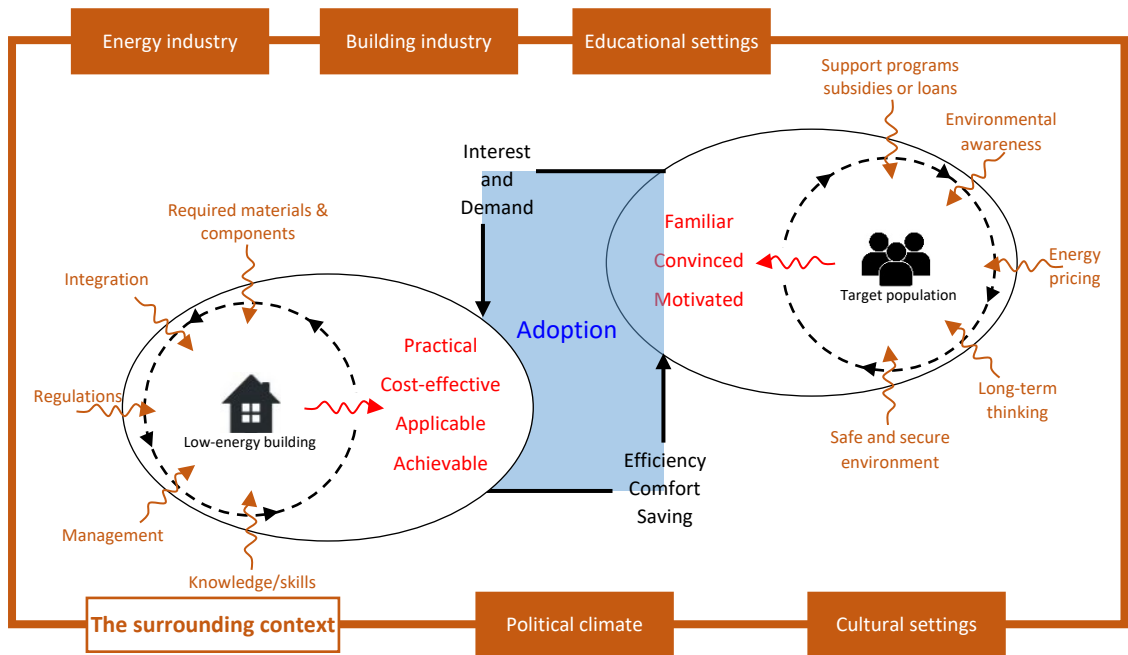 Energy industry
Building industry
Educational settings
Support programs
subsidies or loans
Environmental
awareness
Interest
and
Demand
Required materials &
components
Familiar
Integration
Convinced
Energy
pricing
Motivated
Target population
Adoption
Practical
Cost-effective
Regulations
Long-term
thinking
Applicable
Low-energy building
Safe and secure
environment
Achievable
Efficiency
Comfort
Saving
Management
Knowledge/skills
The surrounding context
Political climate
Cultural settings